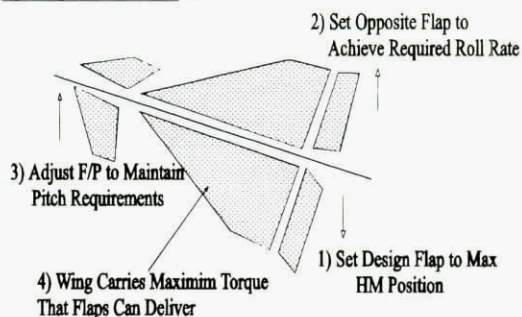 2) Set Opposite Flap to
Achieve Required Roll Rate
3) Adjust F/P to Maintain
Pitch Requirements
1) Set Design Flap to Max
HM Position
4) Wing Carries Maximim Torque
That Flaps Can Deliver